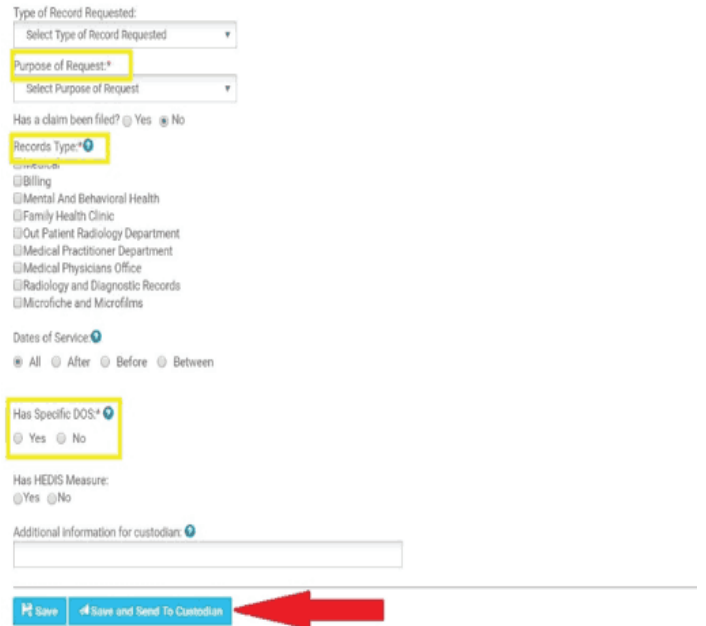 Type of Record Requested:
Select Type of Record Requested
Purpose of Request:*
Select Purpose of Request
Has a claim been filed? Yes No
Records Type:*
Medical
Billing
Mental And Behavioral Health
Family Health Clinic
Out Patient Radiology Department
Medical Practitioner Department
Medical Physicians Office
Radiology and Diagnostic Records
Microfiche and Microfilms
Dates of Service:
All After Before Between
Has Specific DOS:*
Yes No
Has HEDIS Measure:
Yes No
Additional information for custodian:
Save Save and Send To Custodian